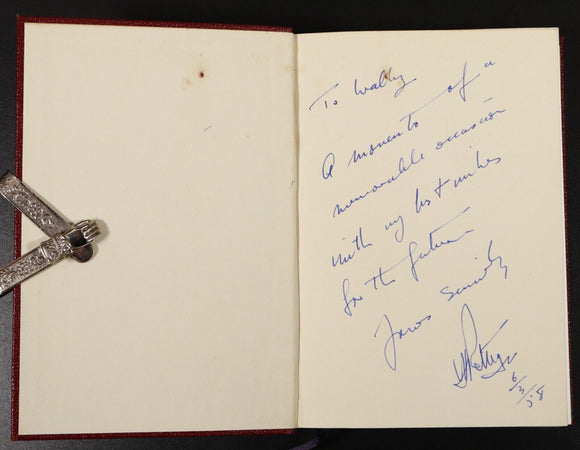 To Wally
A momento of a
memorable occasion
with my best wishes
for the future
Yours Sincerely
6/3/58